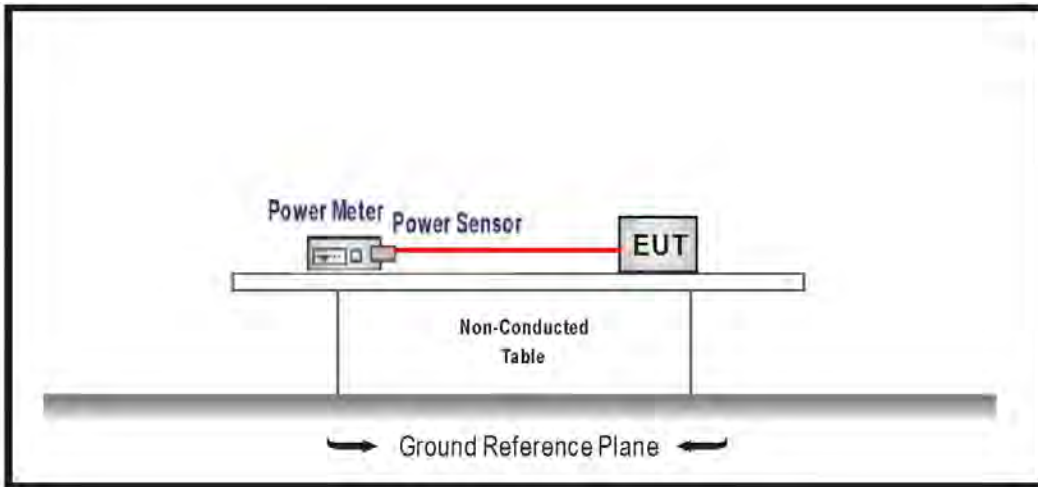 Power Meter
Power Sensor
EUT
Non-Conducted
Table
Ground Reference Plane